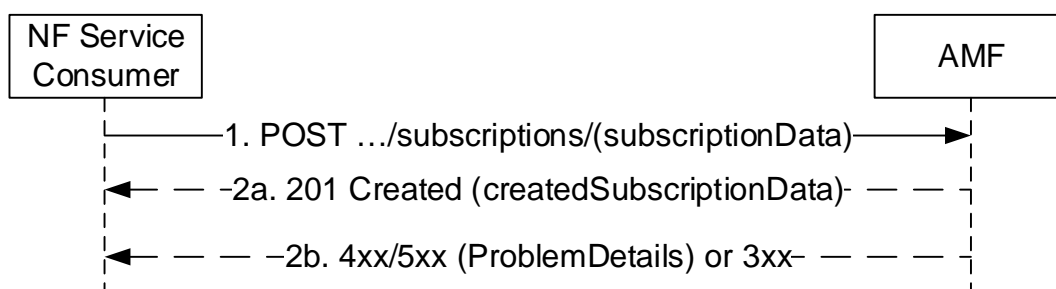 NF Service
Consumer
AMF
1. POST …/subscriptions/(subscriptionData)
2a. 201 Created (createdSubscriptionData)
2b. 4xx/5xx (ProblemDetails) or 3xx